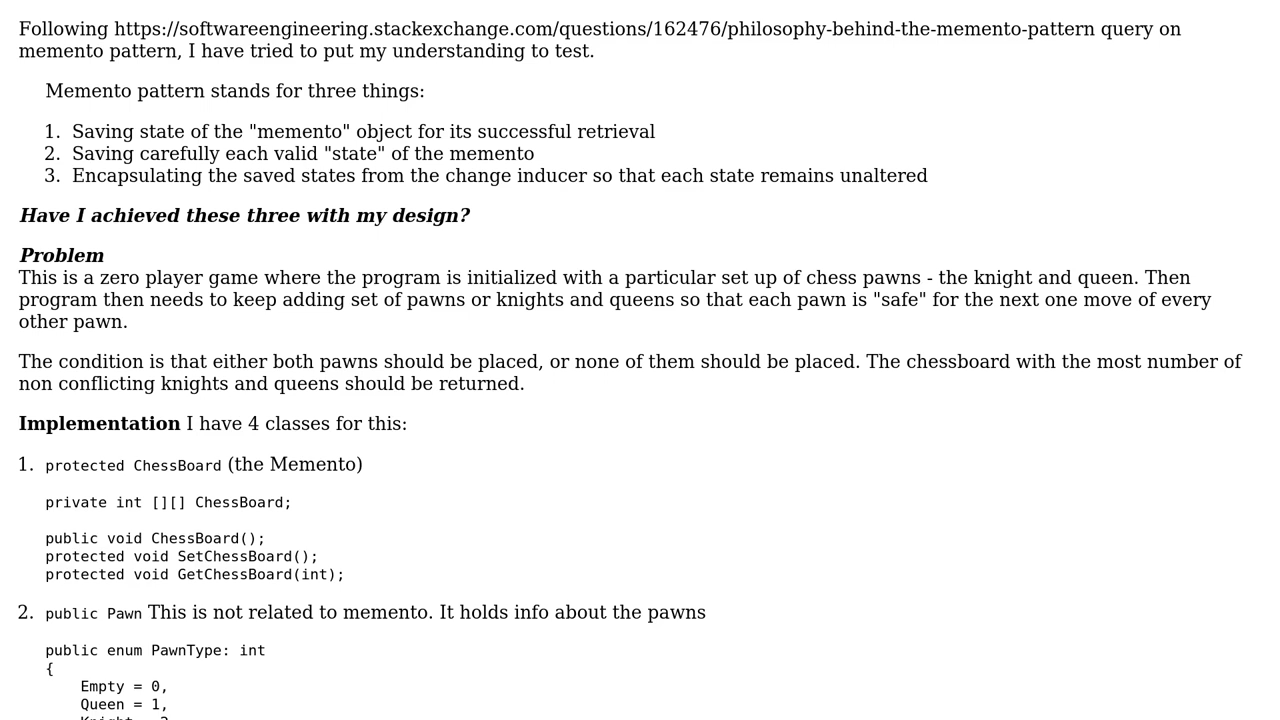 Following https://softwareengineering.stackexchange.com/questions/162476/philosophy-behind-the-memento-pattern query on
memento pattern, I have tried to put my understanding to test.
Memento pattern stands for three things:
1. Saving state of the "memento" object for its successful retrieval
2. Saving carefully each valid "state" of the memento
3. Encapsulating the saved states from the change inducer so that each state remains unaltered
Have I achieved these three with my design?
Problem
This is a zero player game where the program is initialized with a particular set up of chess pawns - the knight and queen. Then
program then needs to keep adding set of pawns or knights and queens so that each pawn is "safe" for the next one move of every
other pawn.
The condition is that either both pawns should be placed, or none of them should be placed. The chessboard with the most number of
non conflicting knights and queens should be returned.
Implementation I have 4 classes for this:
1. protected ChessBoard (the Memento)
private int [][] ChessBoard;
public void ChessBoard();
protected void SetChessBoard();
protected void GetChessBoard(int);
2. public Pawn This is not related to memento. It holds info about the pawns
public enum PawnType: int
{
Empty = 0,
Queen = 1,